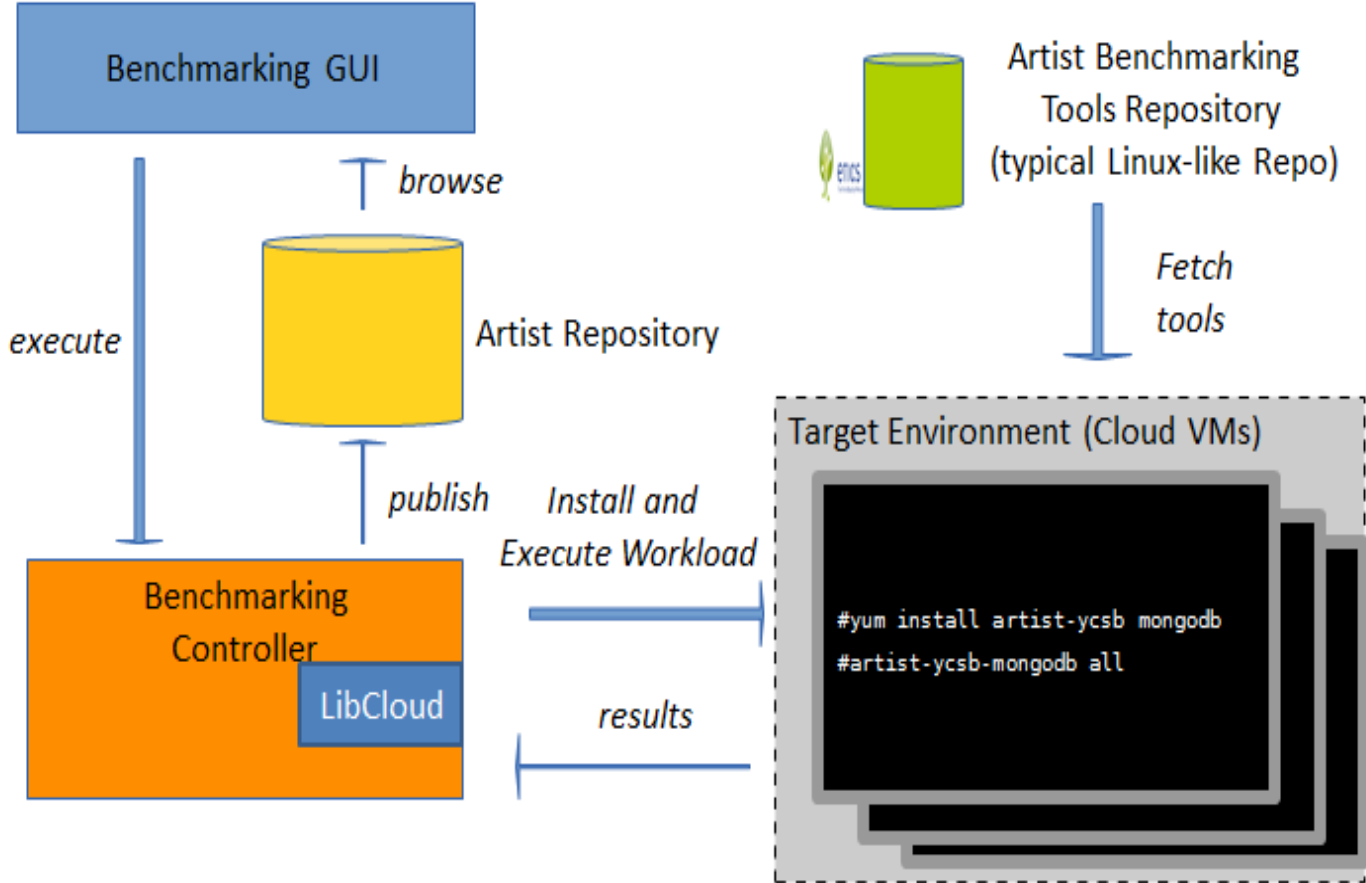 Benchmarking GUI
browse
execute
Artist Repository
publish
Benchmarking
Controller
LibCloud
Install and
Execute Workload
results
Artist Benchmarking
Tools Repository
(typical Linux-like Repo)
Fetch
tools
Target Environment (Cloud VMs)
#yum install artist-ycsb mongodb
#artist-ycsb-mongodb all